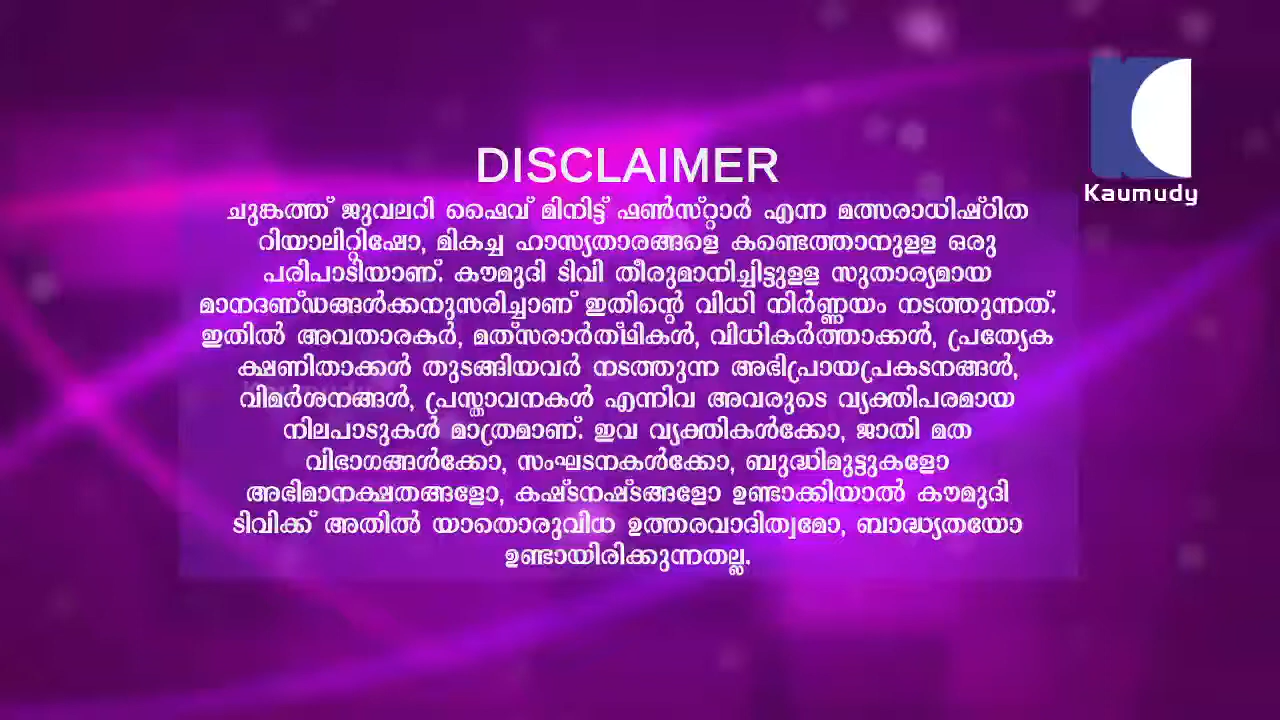 Kaumudy
DISCLAIMER
ചുങ്കത്ത് ജുവലറി ഫൈവ് മിനിട്ട് ഫൺസ്റ്റാർ എന്ന മത്സരാധിഷ്ഠിത
റിയാലിറ്റിഷോ, മികച്ച ഹാസ്യതാരങ്ങളെ കണ്ടെത്താനുളള ഒരു
പരിപാടിയാണ്. കൗമുദി ടിവി തീരുമാനിച്ചിട്ടുളള സുതാര്യമായ
മാനദണ്ഡങ്ങൾക്കനുസരിച്ചാണ് ഇതിന്റെ വിധി നിർണ്ണയം നടത്തുന്നത്.
ഇതിൽ അവതാരകർ, മത്സരാർത്ഥികൾ, വിധികർത്താക്കൾ, പ്രത്യേക
ക്ഷണിതാക്കൾ തുടങ്ങിയവർ നടത്തുന്ന അഭിപ്രായപ്രകടനങ്ങൾ,
വിമർശനങ്ങൾ, പ്രസ്താവനകൾ എന്നിവ അവരുടെ വ്യക്തിപരമായ
നിലപാടുകൾ മാത്രമാണ്. ഇവ വ്യക്തികൾക്കോ, ജാതി മത
വിഭാഗങ്ങൾക്കോ, സംഘടനകൾക്കോ, ബുദ്ധിമുട്ടുകളോ
അഭിമാനക്ഷതങ്ങളോ, കഷ്ടനഷ്ടങ്ങളോ ഉണ്ടാക്കിയാൽ കൗമുദി
ടിവിക്ക് അതിൽ യാതൊരുവിധ ഉത്തരവാദിത്വമോ, ബാദ്ധ്യതയോ
ഉണ്ടായിരിക്കുന്നതല്ല.